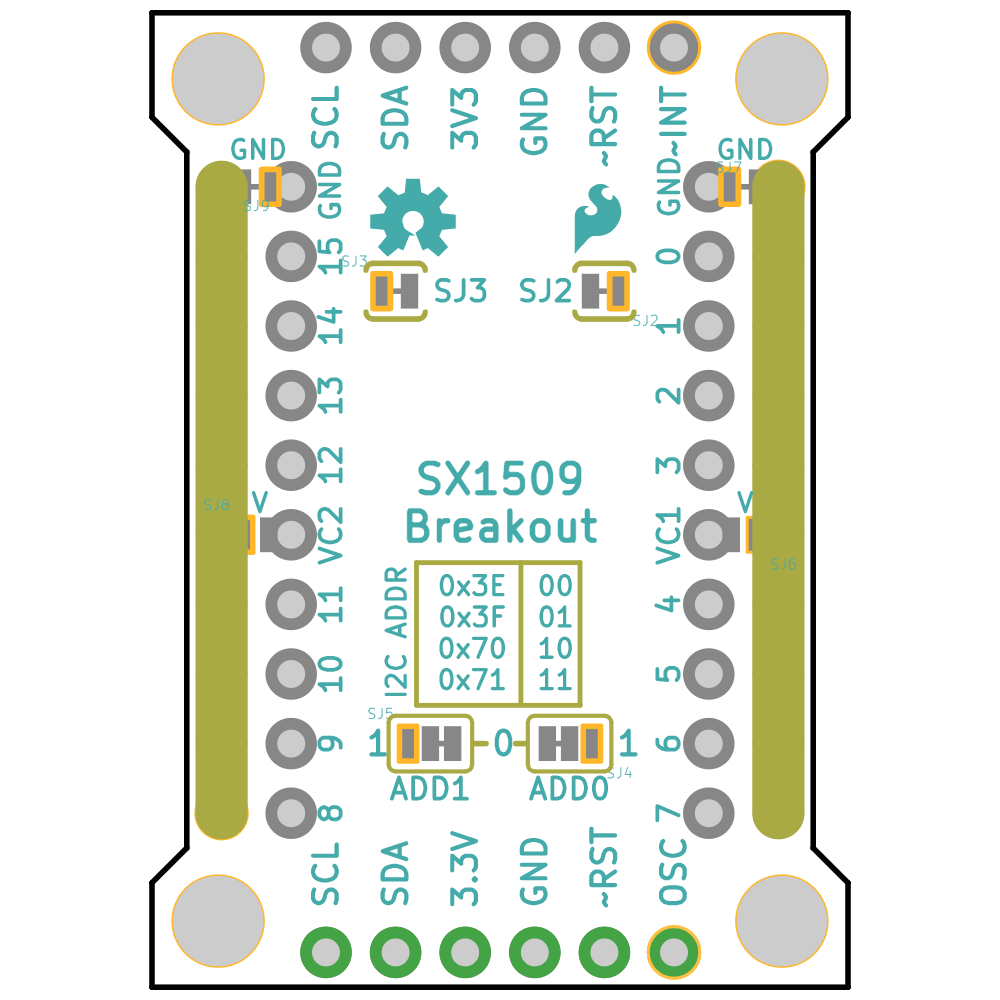 SCL SDA 3V3 GND ~RST ~INT
GND GND
GND GND
SJ9 SJ7
15 0
SJ3 SJ3 SJ2 SJ2
14 1
13 2
12 3
SX1509
Breakout
SJ8 V V SJ6
VC2 VC1
I2C ADDR
0x3E 00
0x3F 01
0x70 10
0x71 11
11 4
10 5
SJ5 SJ4
9 1 0 1 6
ADD1 ADD0
8 7
SCL SDA 3.3V GND ~RST OSC